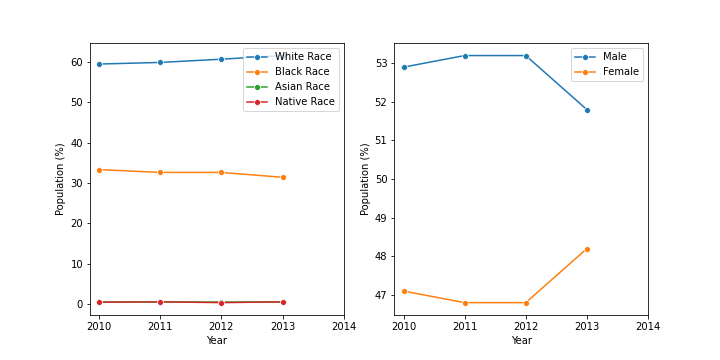 White Race
Black Race
Asian Race
Native Race
Population (%)
60
50
40
30
20
10
0
2010 2011 2012 2013 2014
Year
Male
Female
Population (%)
53
52
51
50
49
48
47
2010 2011 2012 2013 2014
Year